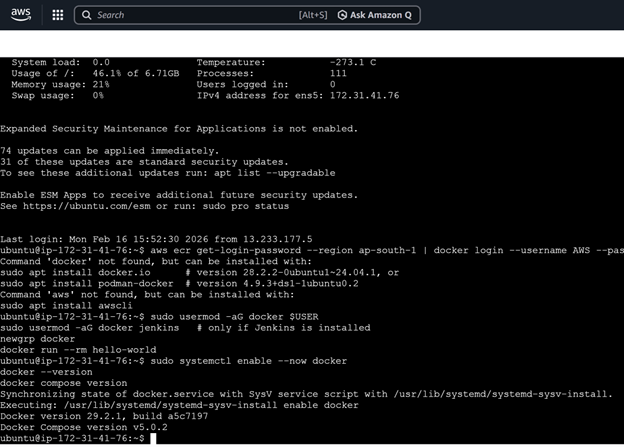 aws
Search
[Alt+S]
Ask Amazon Q
System load: 0.0 Temperature: -273.1 C
Usage of /: 46.1% of 6.71GB Processes: 111
Memory usage: 21% Users logged in: 0
Swap usage: 0% IPv4 address for ens5: 172.31.41.76
Expanded Security Maintenance for Applications is not enabled.
74 updates can be applied immediately.
31 of these updates are standard security updates.
To see these additional updates run: apt list --upgradable
Enable ESM Apps to receive additional future security updates.
See https://ubuntu.com/esm or run: sudo pro status
Last login: Mon Feb 16 15:52:30 2026 from 13.233.177.5
ubuntu@ip-172-31-41-76:~$ aws ecr get-login-password --region ap-south-1 | docker login --username AWS --pas
Command 'docker' not found, but can be installed with:
sudo apt install docker.io # version 28.2.2-0ubuntu1~24.04.1, or
sudo apt install podman-docker # version 4.9.3+ds1-1ubuntu0.2
Command 'aws' not found, but can be installed with:
sudo apt install awscli
ubuntu@ip-172-31-41-76:~$ sudo usermod -aG docker $USER
sudo usermod -aG docker jenkins # only if Jenkins is installed
newgrp docker
docker run --rm hello-world
ubuntu@ip-172-31-41-76:~$ sudo systemctl enable --now docker
docker --version
docker compose version
Synchronizing state of docker.service with SysV service script with /usr/lib/systemd/systemd-sysv-install.
Executing: /usr/lib/systemd/systemd-sysv-install enable docker
Docker version 29.2.1, build a5c7197
Docker Compose version v5.0.2
ubuntu@ip-172-31-41-76:~$